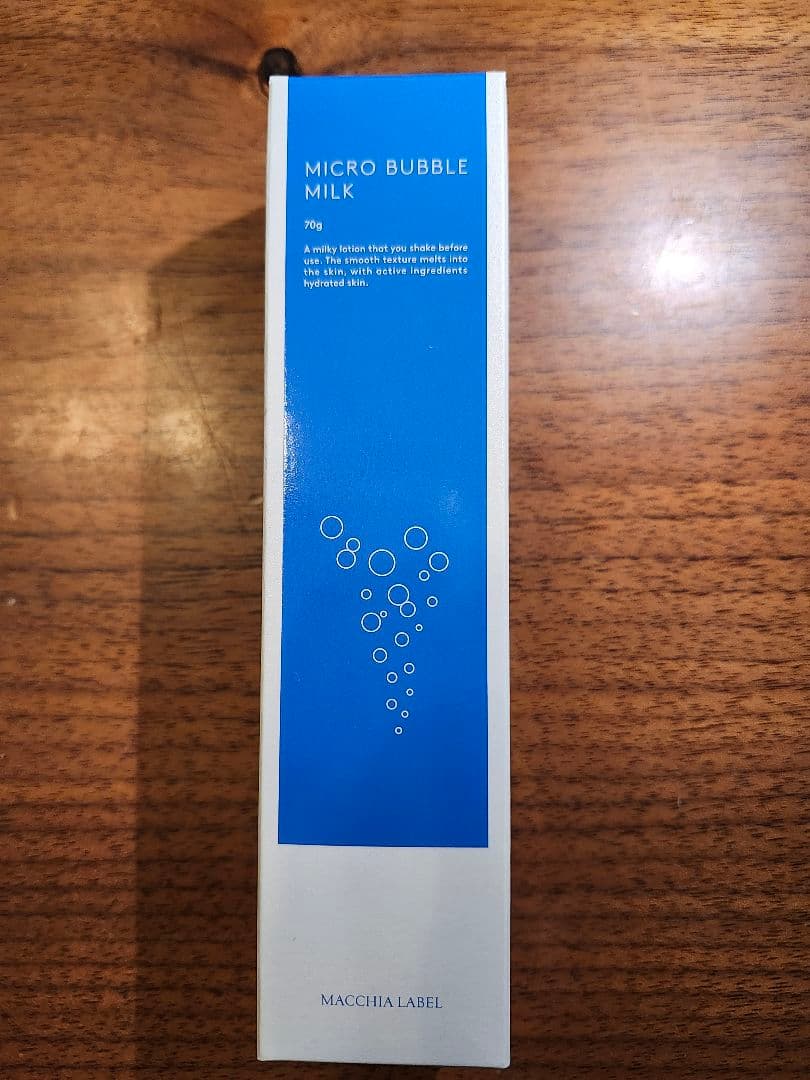 MICRO BUBBLE
MILK
70g
A milky lotion that you shake before
use. The smooth texture melts into
the skin, with active ingredients
hydrated skin.
MACCHIA LABEL